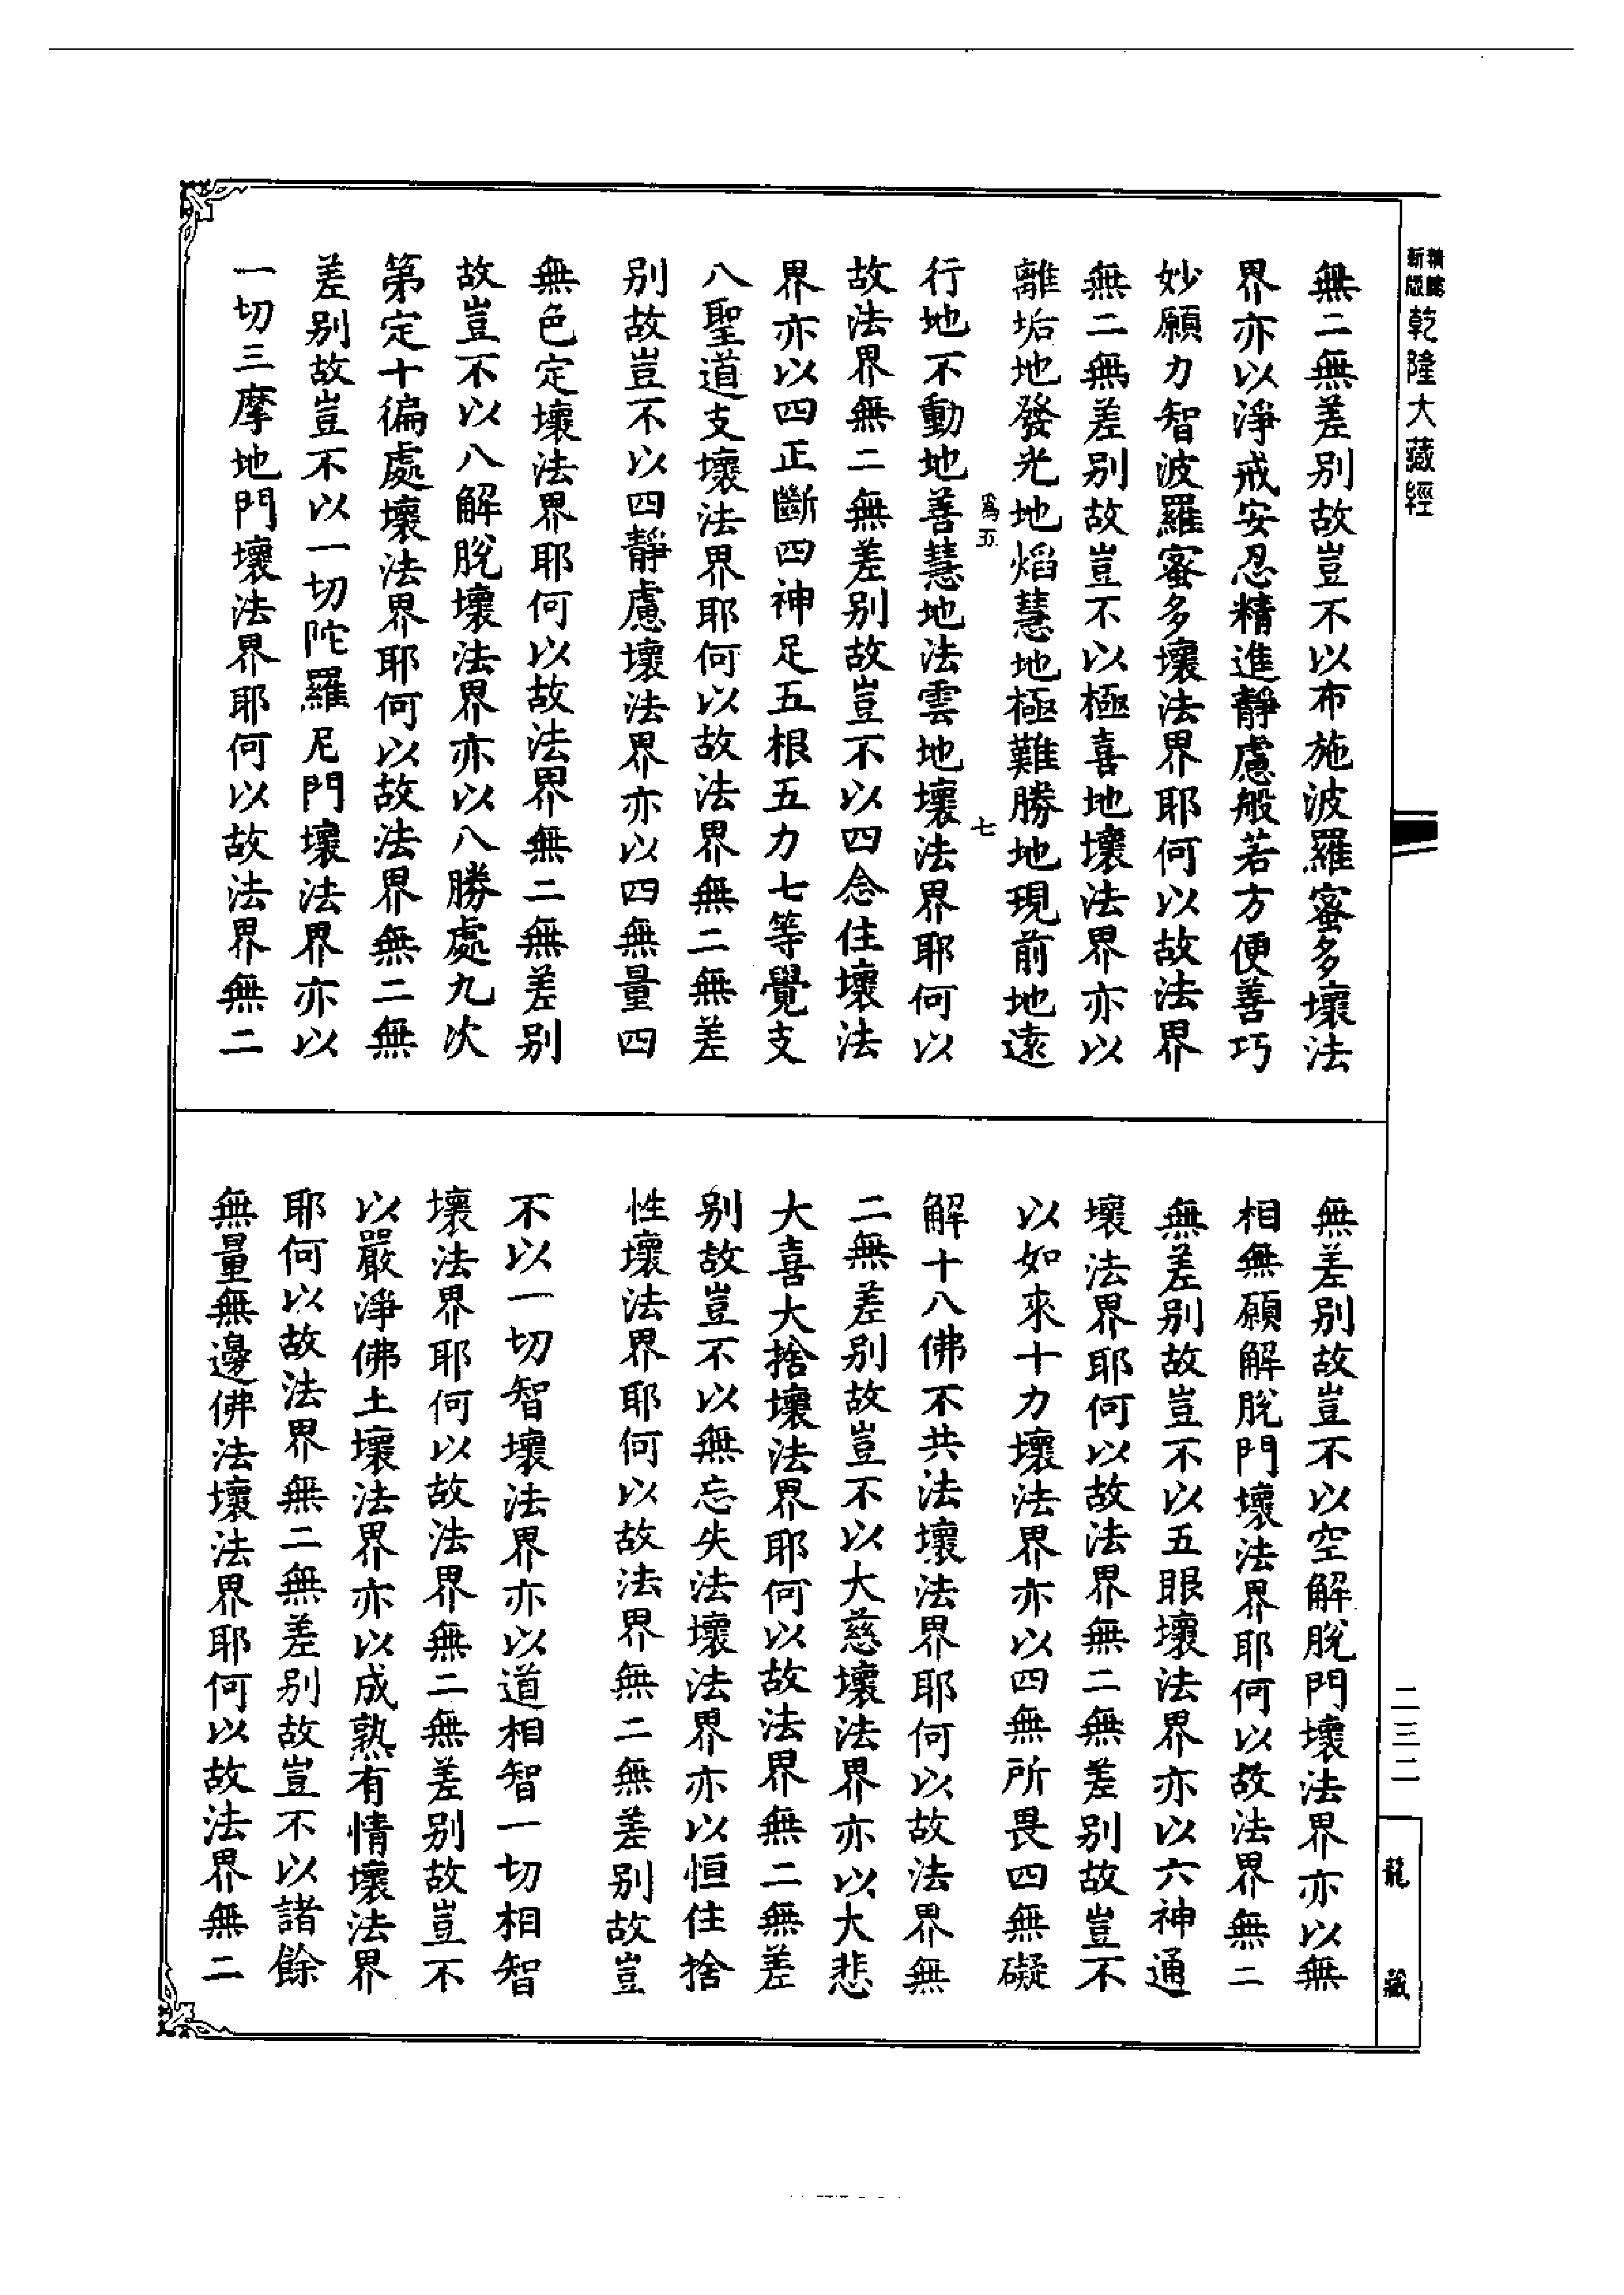 新版
乾隆大藏經
無二無差別故豈不以布施波羅蜜多壞法
界亦以淨戒安忍精進靜慮般若方便善巧
妙願力智波羅蜜多壞法界耶何以故法界
無二無差別故豈不以極喜地壞法界亦以
離垢地發光地焰慧地極難勝地現前地遠
爲五
七
行地不動地善慧地法雲地壞法界耶何以
故法界無二無差別故豈不以四念住壞法
界亦以四正斷四神足五根五力七等覺支
八聖道支壞法界耶何以故法界無二無差
別故豈不以四靜慮壞法界亦以四無量四
無色定壞法界耶何以故法界無二無差別
故豈不以八解脫壞法界亦以八勝處九次
第定十徧處壞法界耶何以故法界無二無
差別故豈不以一切陀羅尼門壞法界亦以
一切三摩地門壞法界耶何以故法界無二
無差別故豈不以空解脫門壞法界亦以無
相無願解脫門壞法界耶何以故法界無二
無差別故豈不以五眼壞法界亦以六神通
壞法界耶何以故法界無二無差別故豈不
以如來十力壞法界亦以四無所畏四無礙
解十八佛不共法壞法界耶何以故法界無
二無差別故豈不以大慈壞法界亦以大悲
大喜大捨壞法界耶何以故法界無二無差
別故豈不以無忘失法壞法界亦以恒住捨
性壞法界耶何以故法界無二無差別故豈
不以一切智壞法界亦以道相智一切相智
壞法界耶何以故法界無二無差別故豈不
以嚴淨佛土壞法界亦以成熟有情壞法界
耶何以故法界無二無差別故豈不以諸餘
無量無邊佛法壞法界耶何以故法界無二
二三二
龍藏